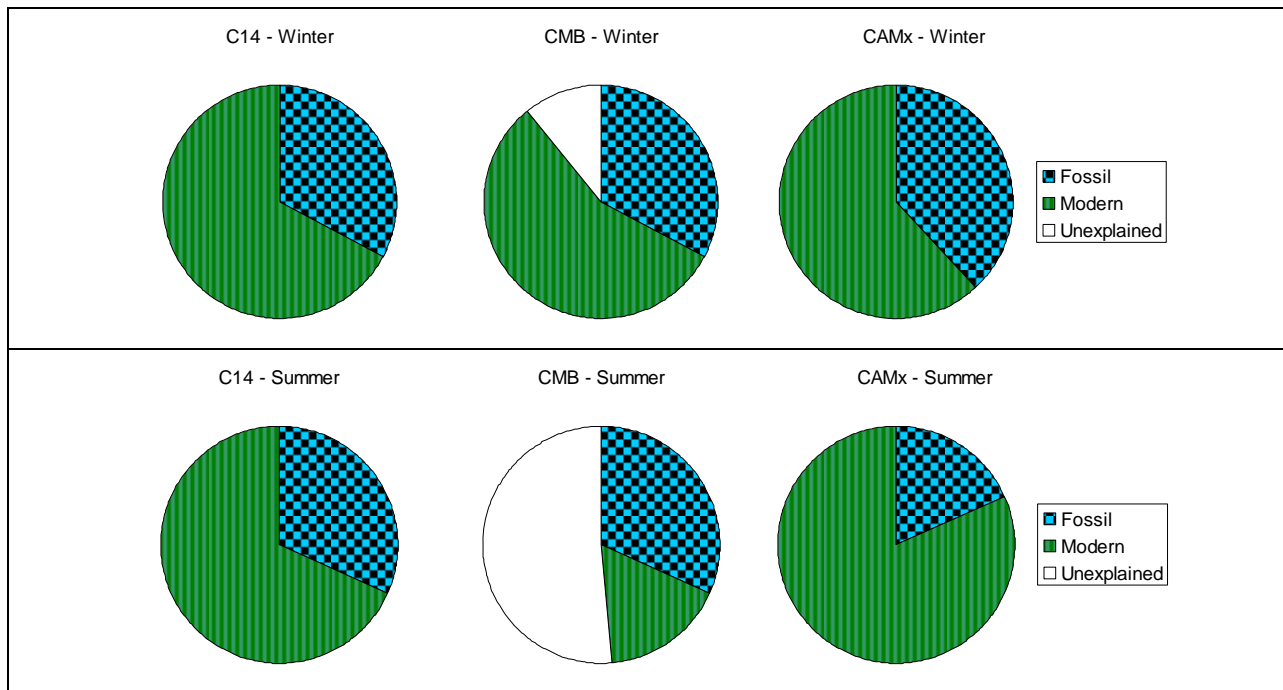 C14 - Winter
CMB - Winter
CAMx - Winter
Fossil
Modern
Unexplained
C14 - Summer
CMB - Summer
CAMx - Summer
Fossil
Modern
Unexplained